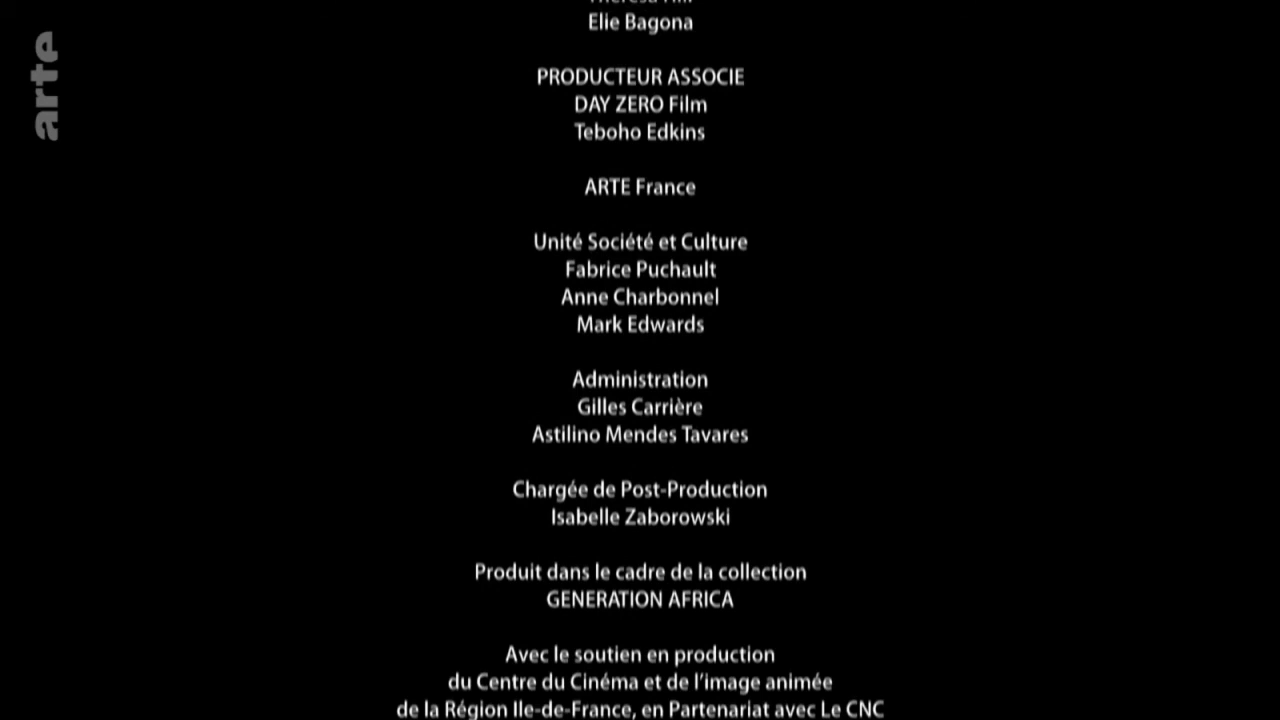 arte
Elie Bagona
PRODUCTEUR ASSOCIE
DAY ZERO Film
Teboho Edkins
ARTE France
Unité Société et Culture
Fabrice Puchault
Anne Charbonnel
Mark Edwards
Administration
Gilles Carrière
Astilino Mendes Tavares
Chargée de Post-Production
Isabelle Zaborowski
Produit dans le cadre de la collection
GENERATION AFRICA
Avec le soutien en production
du Centre du Cinéma et de l'image animée
de la Région Ile-de-France, en Partenariat avec Le CNC